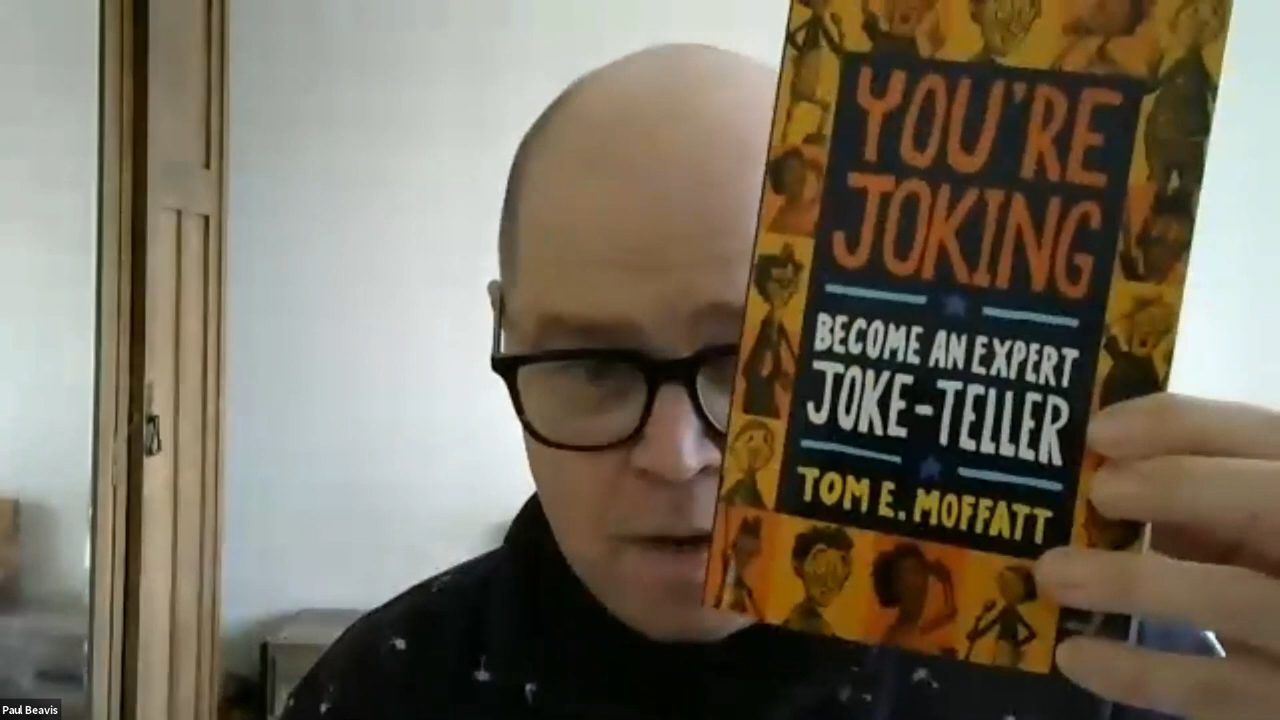 YOU'RE
JOKING
BECOME AN EXPERT
JOKE-TELLER
TOM E. MOFFATT
Paul Beavis